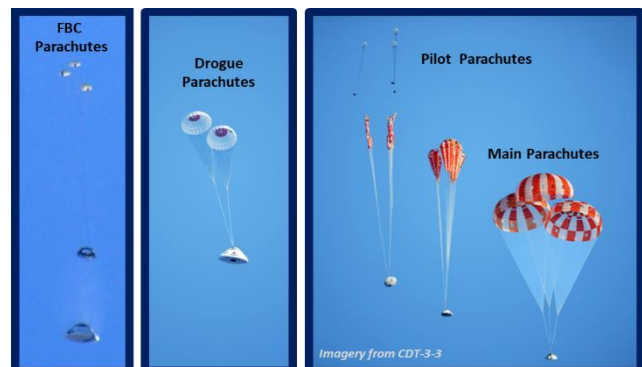 FBC
Parachutes
Drogue
Parachutes
Pilot Parachutes
Main Parachutes
Imagery from CDT-3-3